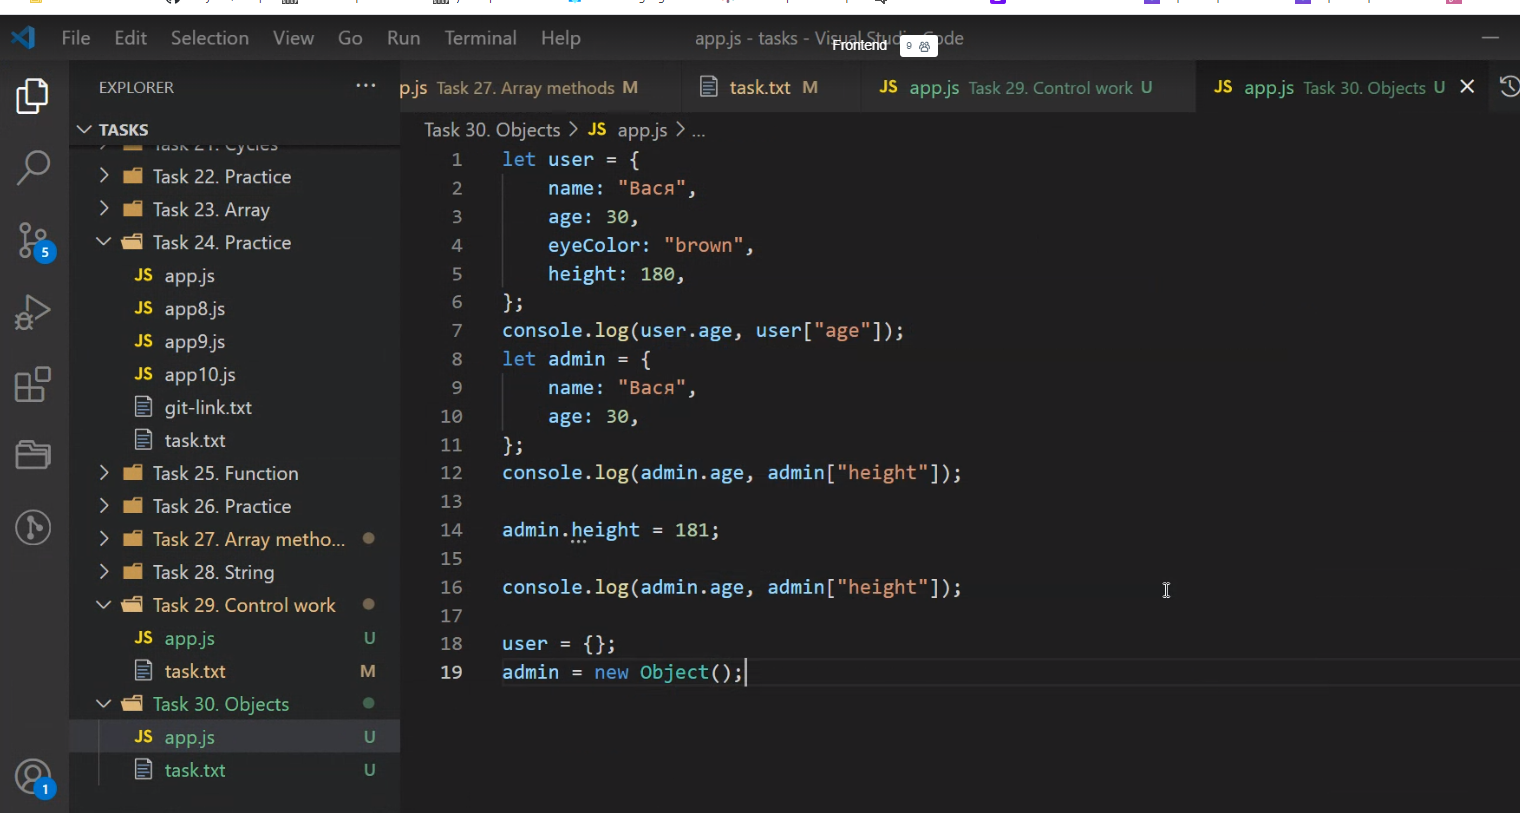 File Edit Selection View Go Run Terminal Help app.js - tasks - Visual Code
Frontend 9
EXPLORER ...
p.js Task 27. Array methods M task.txt M JS app.js Task 29. Control work U JS app.js Task 30. Objects U
TASKS
Task 30. Objects > JS app.js > ...
Task 21. Cycles
Task 22. Practice
Task 23. Array
Task 24. Practice
JS app.js
JS app8.js
JS app9.js
JS app10.js
git-link.txt
task.txt
Task 25. Function
Task 26. Practice
Task 27. Array metho...
Task 28. String
Task 29. Control work
JS app.js U
task.txt M
Task 30. Objects
JS app.js U
task.txt U
5
1
1 let user = {
2 name: "Вася",
3 age: 30,
4 eyeColor: "brown",
5 height: 180,
6 };
7 console.log(user.age, user["age"]);
8 let admin = {
9 name: "Вася",
10 age: 30,
11 };
12 console.log(admin.age, admin["height"]);
13
14 admin.height = 181;
15
16 console.log(admin.age, admin["height"]);
17
18 user = {};
19 admin = new Object();